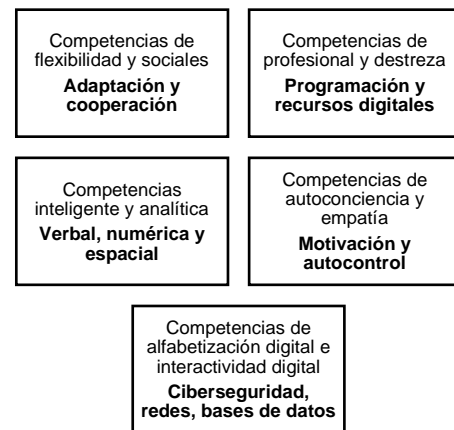 Competencias de
flexibilidad y sociales
Adaptación y
cooperación
Competencias de
profesional y destreza
Programación y
recursos digitales
Competencias
inteligente y analítica
Verbal, numérica y
espacial
Competencias de
autoconciencia y
empatía
Motivación y
autocontrol
Competencias de
alfabetización digital e
interactividad digital
Ciberseguridad,
redes, bases de datos